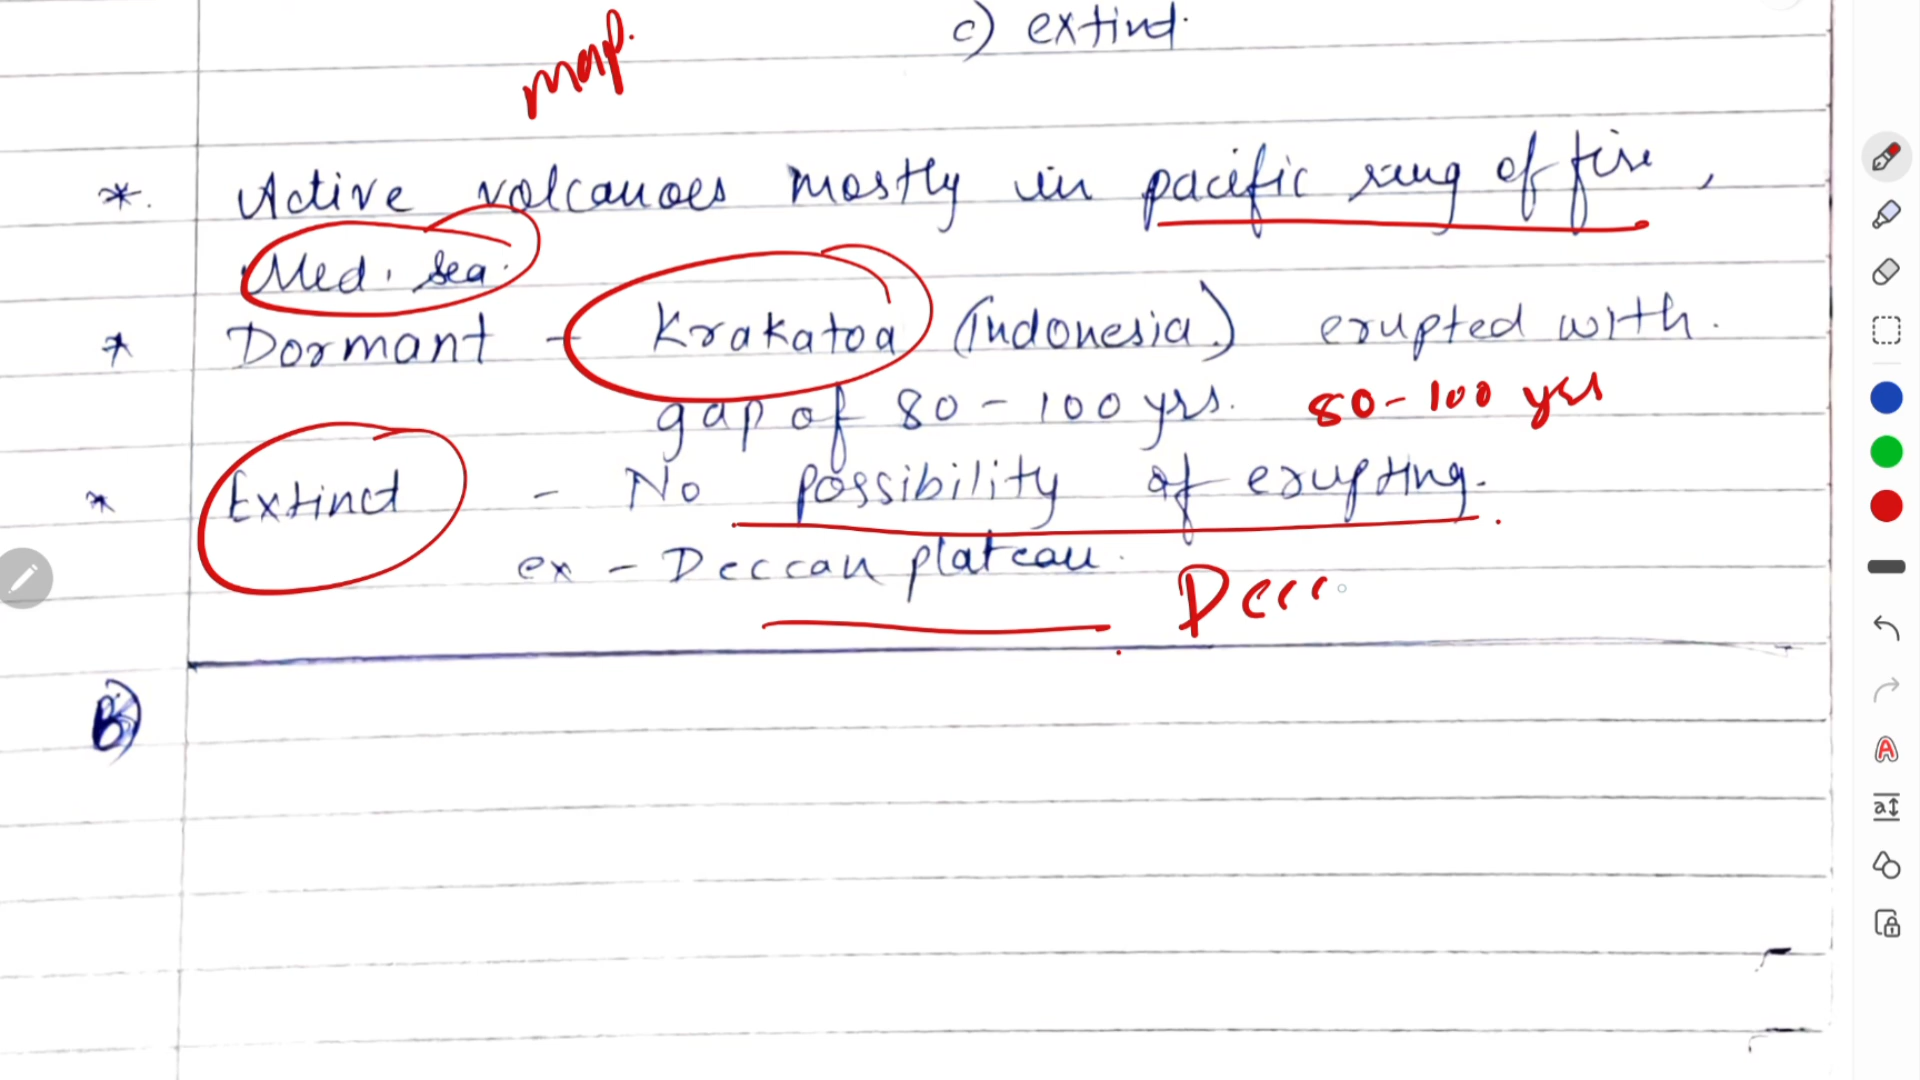 c) extinct.
map.
*. Active volcanoes mostly in pacific ring of fire,
Med. sea.
* Dormant - Krakatoa (Indonesia) erupted with.
gap of 80-100 yrs. 80-100 yrs
* Extinct - No possibility of erupting.
ex - Deccan plateau. Decc
B)